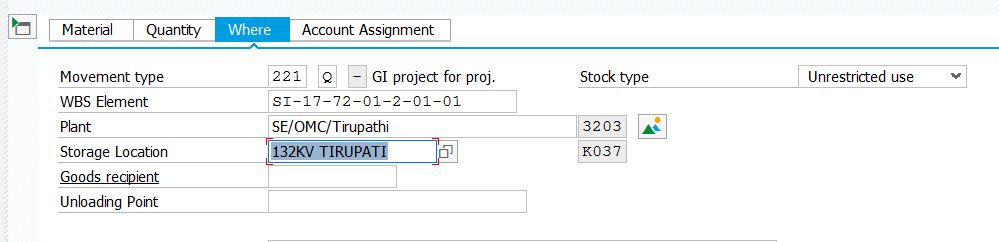 Material Quantity Where Account Assignment
Movement type 221 Q - GI project for proj. Stock type Unrestricted use
WBS Element SI-17-72-01-2-01-01
Plant SE/OMC/Tirupathi 3203
Storage Location 132KV TIRUPATI K037
Goods recipient
Unloading Point